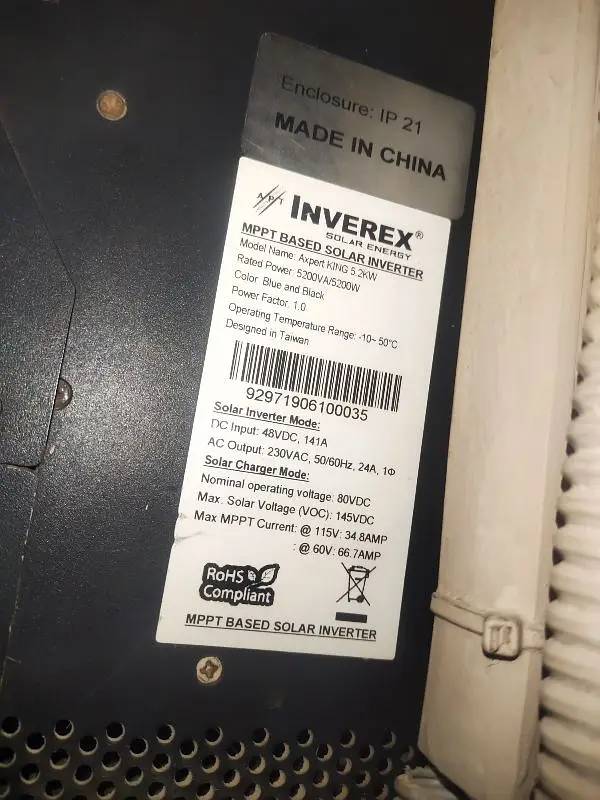 Enclosure: IP 21
MADE IN CHINA
APT INVEREX®
SOLAR ENERGY
MPPT BASED SOLAR INVERTER
Model Name: Axpert KING 5.2KW
Rated Power: 5200VA/5200W
Color: Blue and Black
Power Factor: 1.0
Operating Temperature Range: -10~ 50°C
Designed in Taiwan
92971906100035
Solar Inverter Mode:
DC Input: 48VDC, 141A
AC Output: 230VAC, 50/60Hz, 24A, 1Φ
Solar Charger Mode:
Nominal operating voltage: 80VDC
Max. Solar Voltage (VOC): 145VDC
Max MPPT Current: @ 115V: 34.8AMP
: @ 60V: 66.7AMP
RoHS
Compliant
MPPT BASED SOLAR INVERTER